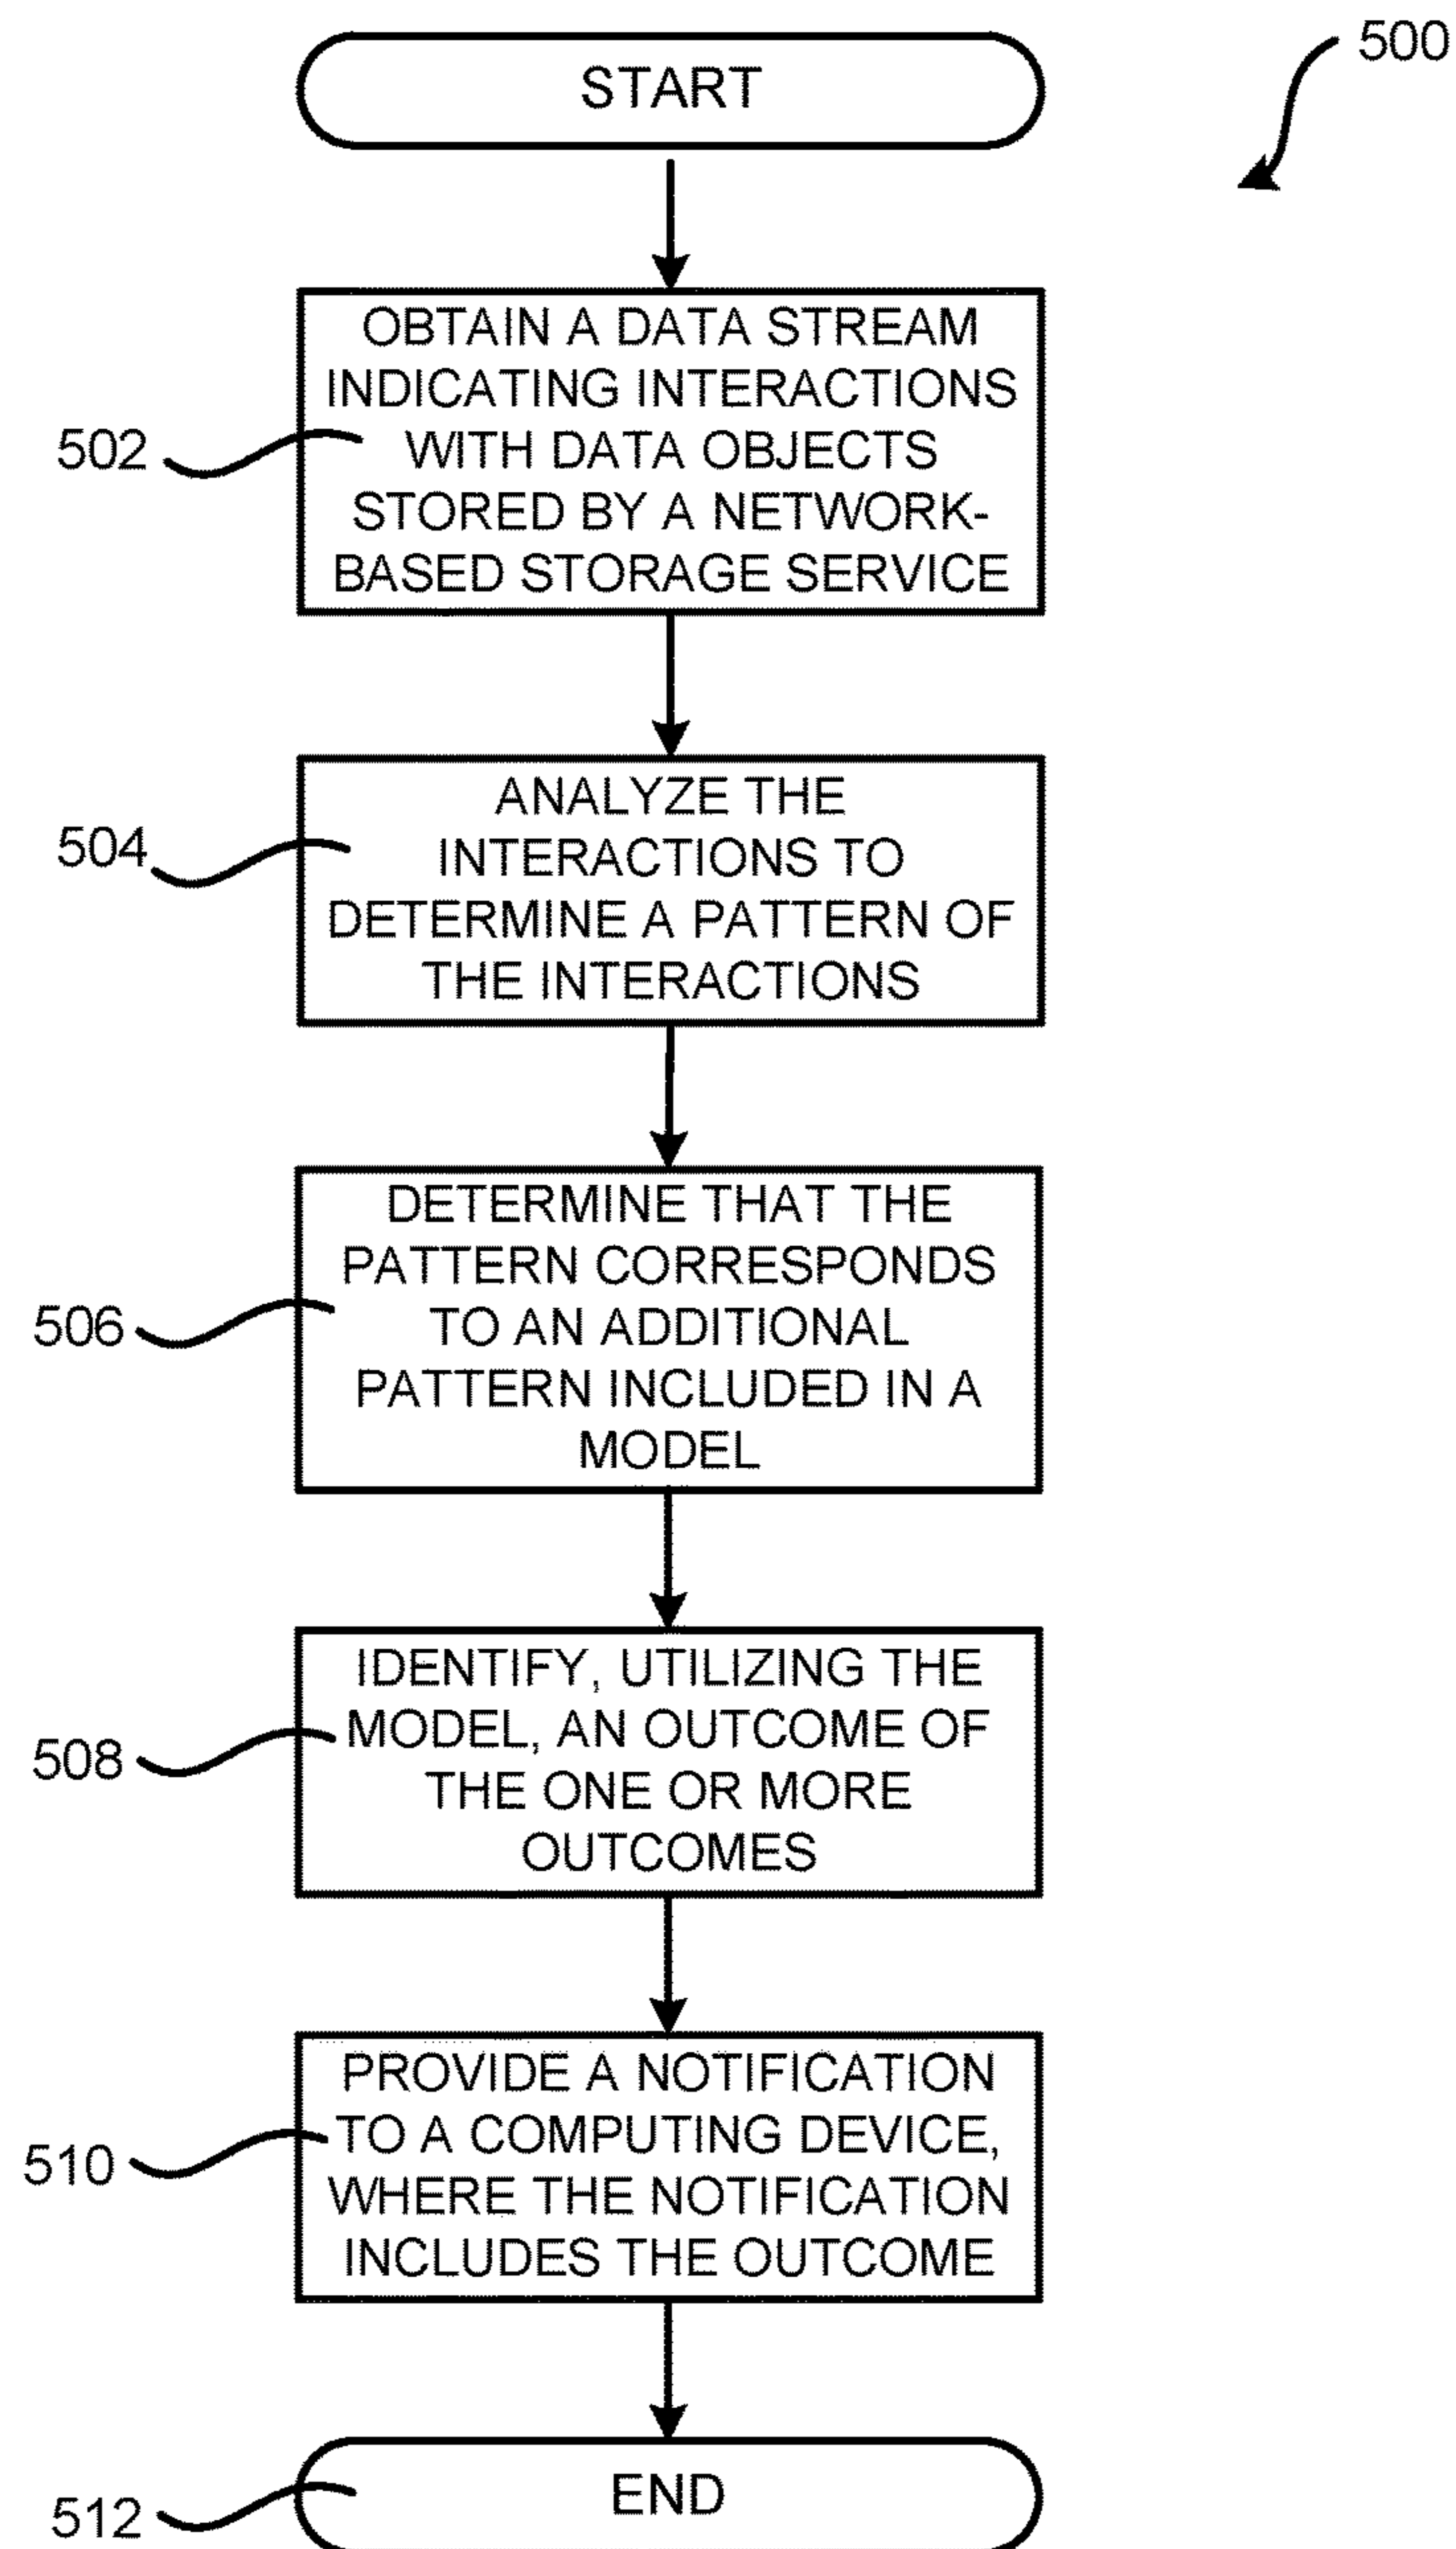 500
START
OBTAIN A DATA STREAM
INDICATING INTERACTIONS
WITH DATA OBJECTS
STORED BY A NETWORK-
BASED STORAGE SERVICE
502
ANALYZE THE
INTERACTIONS TO
DETERMINE A PATTERN OF
THE INTERACTIONS
504
DETERMINE THAT THE
PATTERN CORRESPONDS
TO AN ADDITIONAL
PATTERN INCLUDED IN A
MODEL
506
IDENTIFY, UTILIZING THE
MODEL, AN OUTCOME OF
THE ONE OR MORE
OUTCOMES
508
PROVIDE A NOTIFICATION
TO A COMPUTING DEVICE,
WHERE THE NOTIFICATION
INCLUDES THE OUTCOME
510
END
512